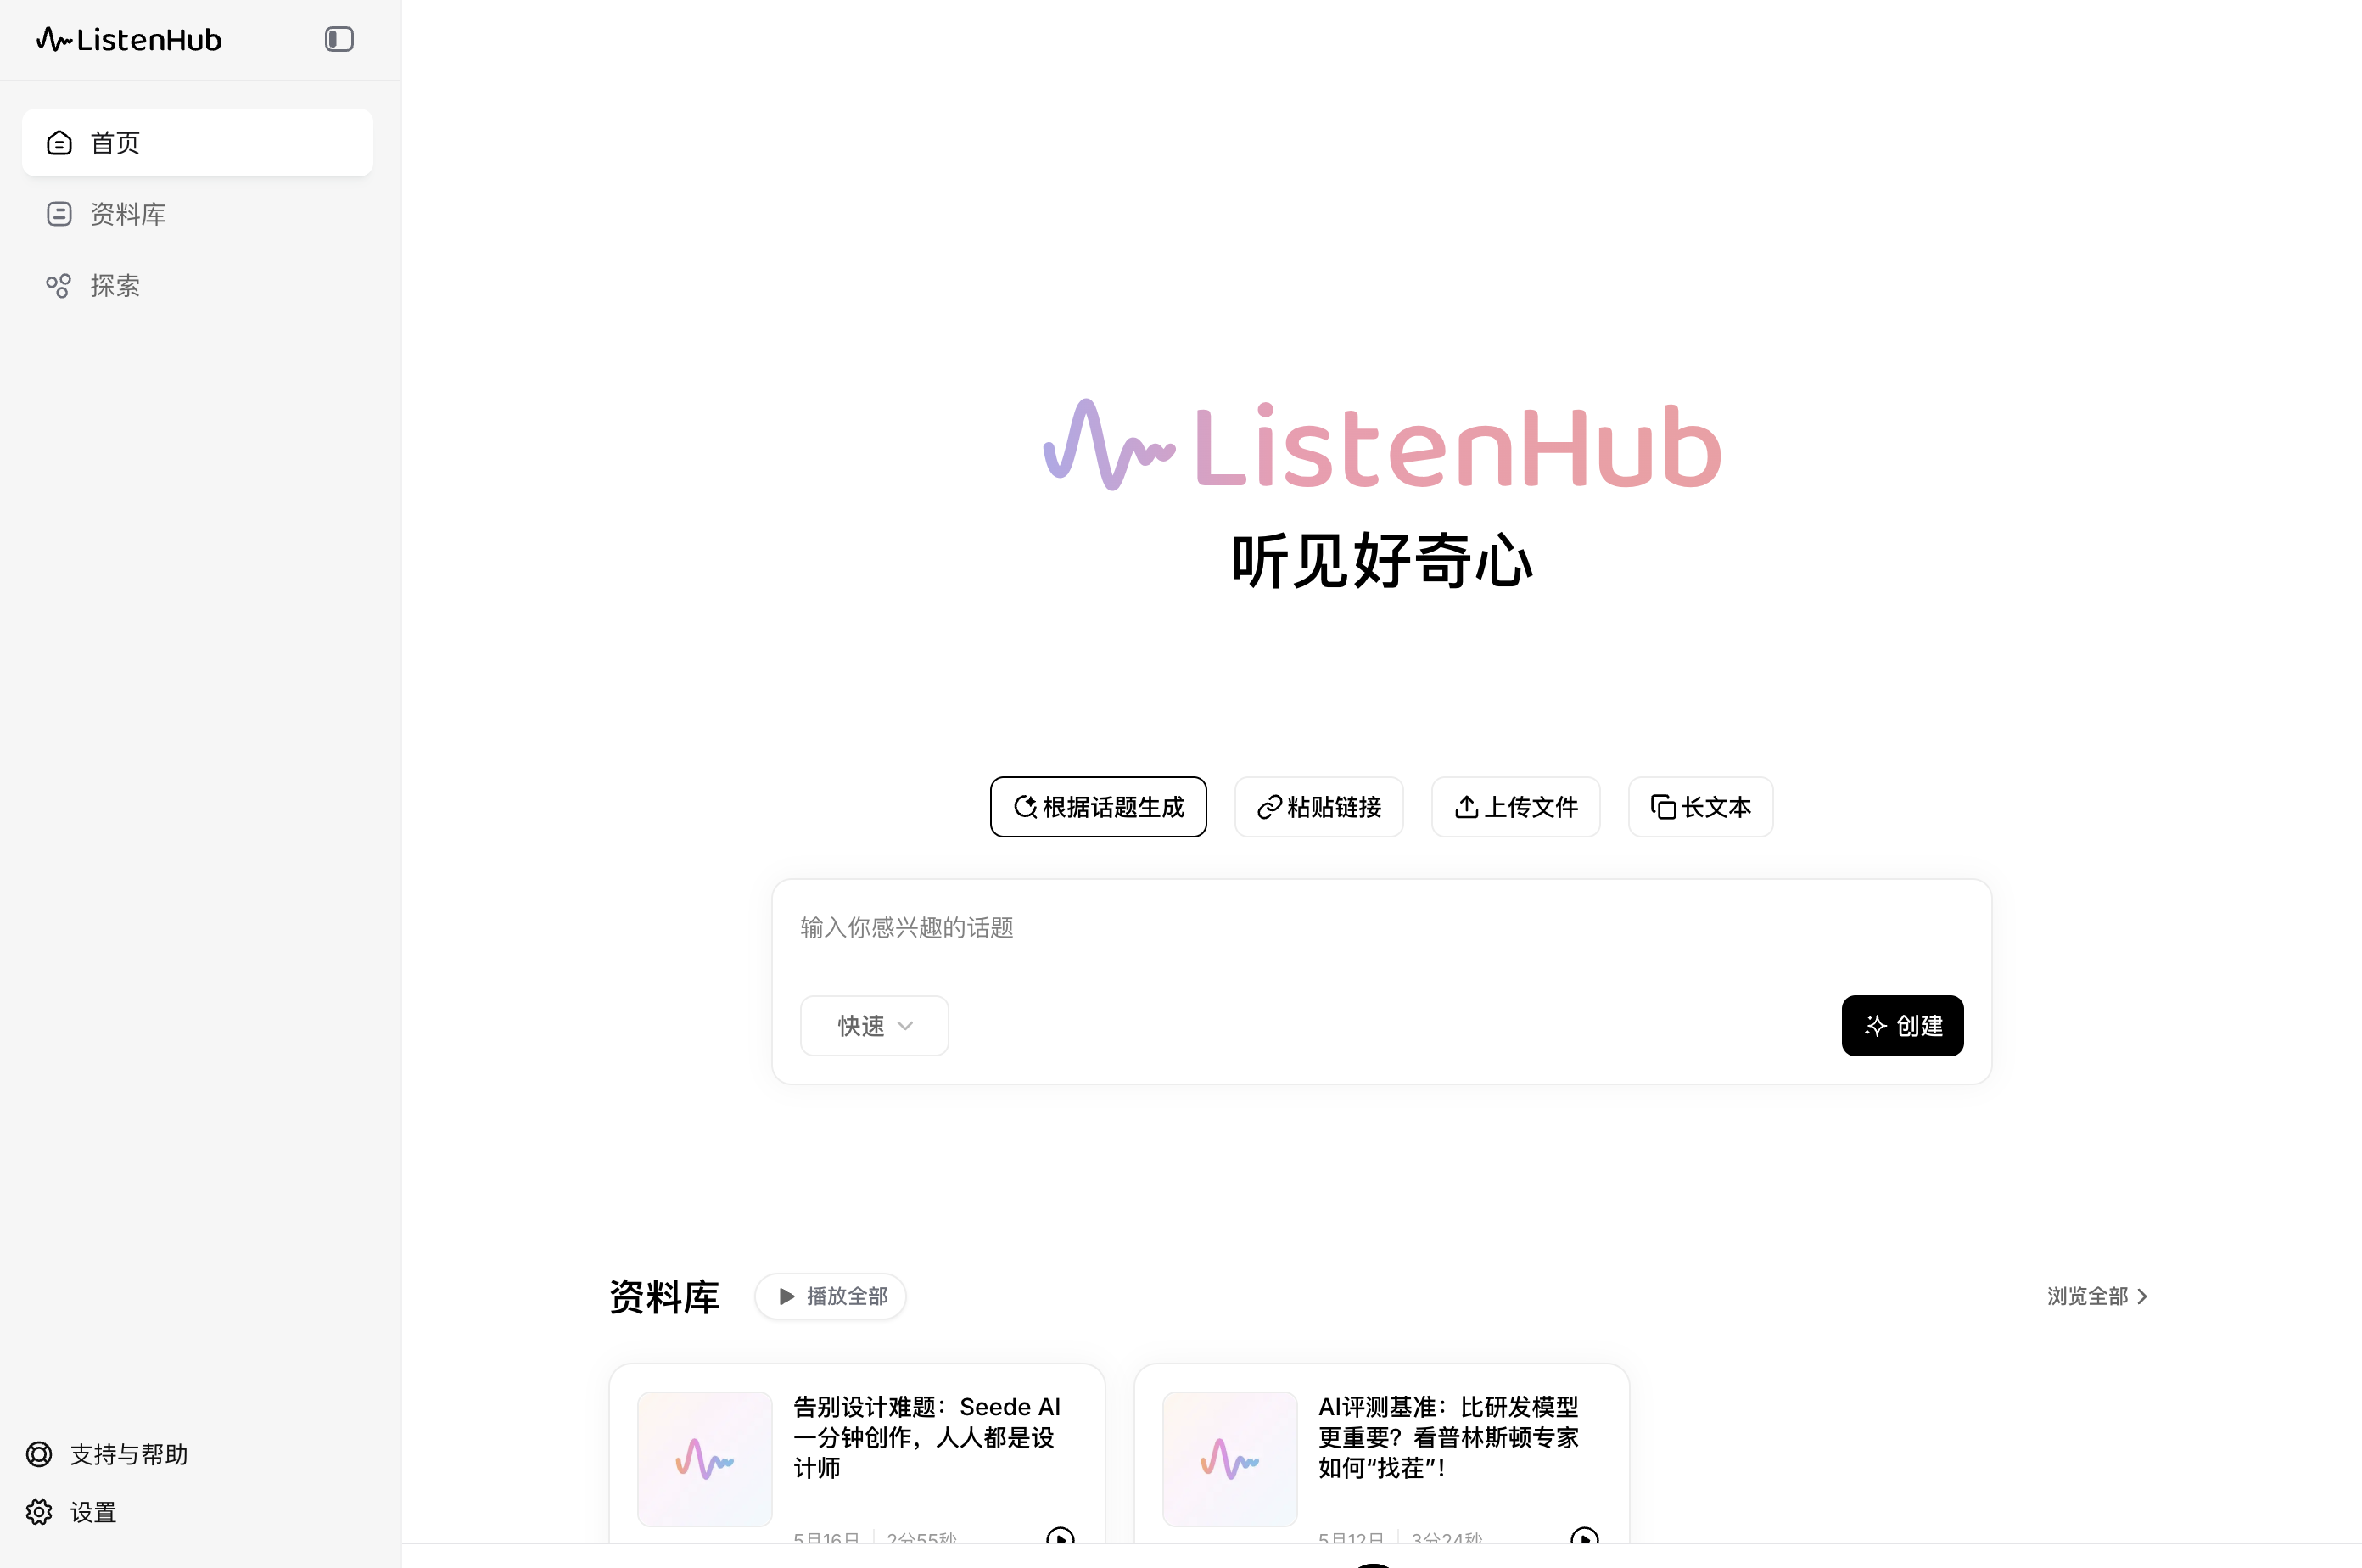 ListenHub
首页
资料库
探索
支持与帮助
设置
ListenHub
听见好奇心
根据话题生成
粘贴链接
上传文件
长文本
输入你感兴趣的话题
快速
创建
资料库
播放全部
浏览全部
告别设计难题：Seede AI
一分钟创作，人人都是设
计师
5月16日
2分55秒
AI评测基准：比研发模型
更重要？看普林斯顿专家
如何“找茬”！
5月12日
3分24秒